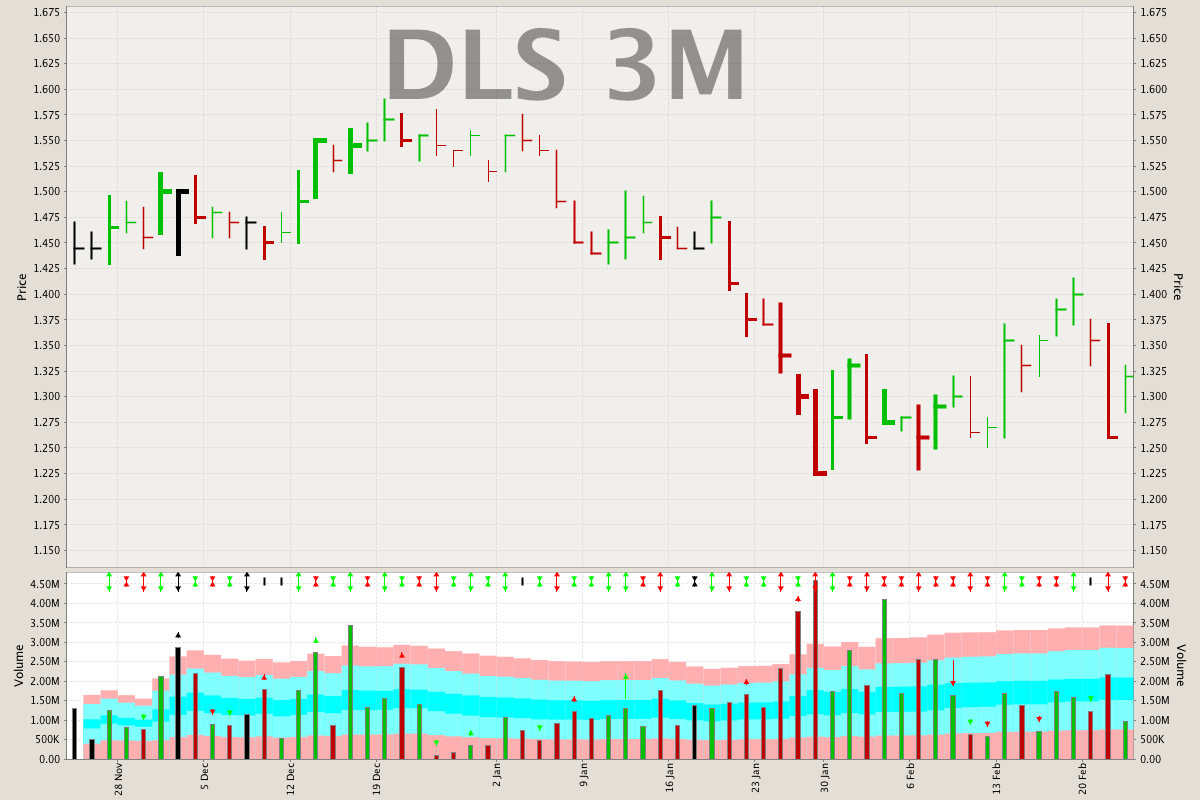 DLS 3M
1.675 1.675
1.650 1.650
1.625 1.625
1.600 1.600
1.575 1.575
1.550 1.550
1.525 1.525
1.500 1.500
1.475 1.475
1.450 1.450
1.425 1.425
1.400 1.400
1.375 1.375
1.350 1.350
1.325 1.325
1.300 1.300
1.275 1.275
1.250 1.250
1.225 1.225
1.200 1.200
1.175 1.175
1.150 1.150
Price Price
4.50M 4.50M
4.00M 4.00M
3.50M 3.50M
3.00M 3.00M
2.50M 2.50M
2.00M 2.00M
1.50M 1.50M
1.00M 1.00M
500K 500K
0.00 0.00
Volume Volume
28 Nov 5 Dec 12 Dec 19 Dec 2 Jan 9 Jan 16 Jan 23 Jan 30 Jan 6 Feb 13 Feb 20 Feb